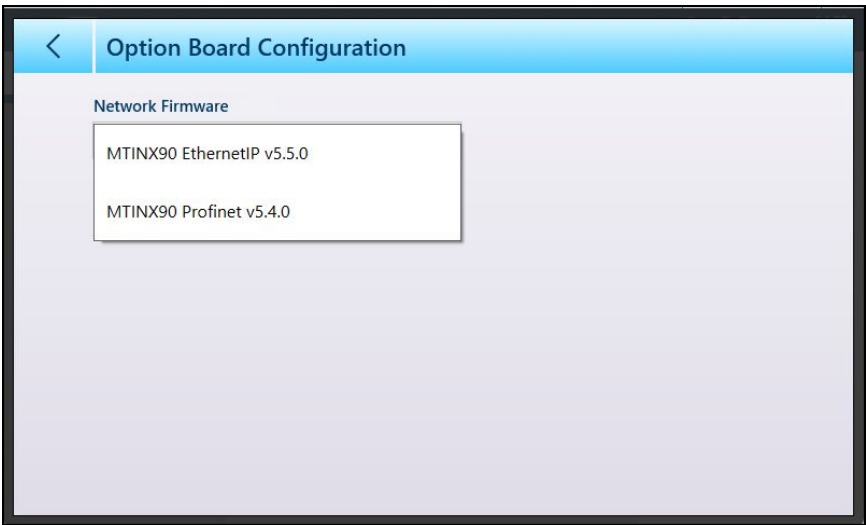 Option Board Configuration
Network Firmware
MTINX90 EthernetIP v5.5.0
MTINX90 Profinet v5.4.0